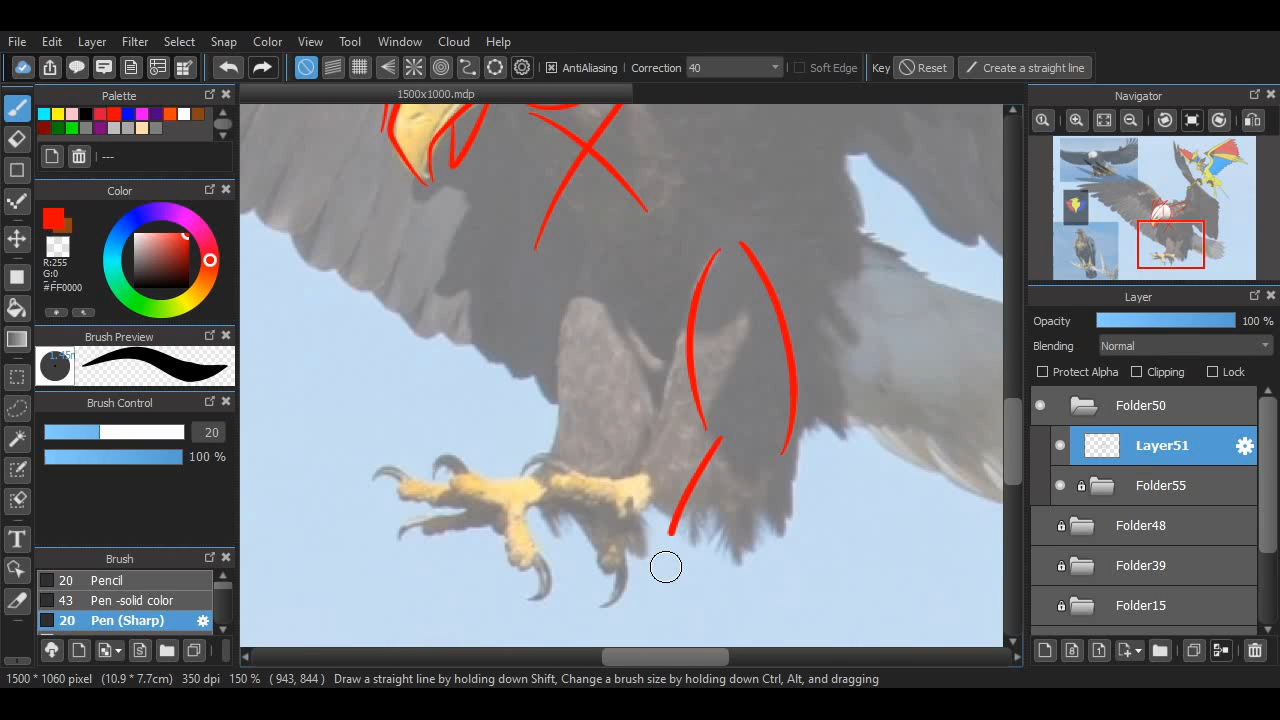 File Edit Layer Filter Select Snap Color View Tool Window Cloud Help
AntiAliasing Correction 40 Soft Edge Key Reset Create a straight line
Palette
1500x1000.mdp
Navigator
---
Color
R:255
G:0
#FF0000
Layer
Opacity 100 %
Blending Normal
Protect Alpha Clipping Lock
Brush Preview
Brush Control
20
100 %
Folder50
Layer51
Folder55
Folder48
Folder39
Folder15
Brush
20 Pencil
43 Pen -solid color
20 Pen (Sharp)
1500 * 1060 pixel (10.9 * 7.7cm) 350 dpi 150 % ( 943, 844 ) Draw a straight line by holding down Shift, Change a brush size by holding down Ctrl, Alt, and dragging